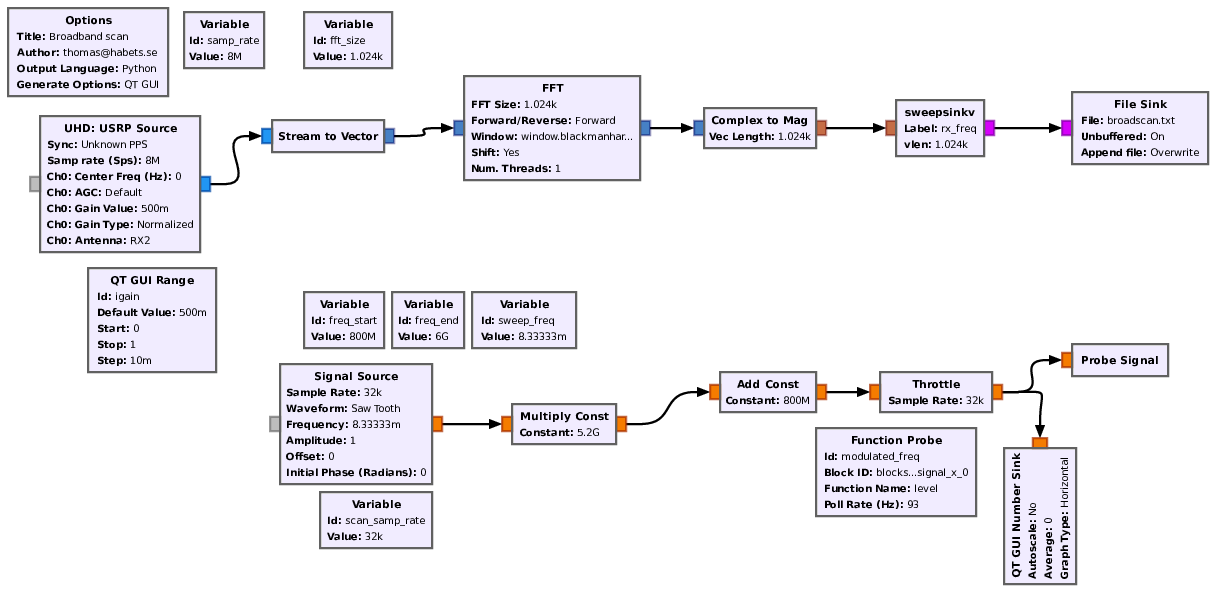 Options
Title: Broadband scan
Author: thomas@habets.se
Output Language: Python
Generate Options: QT GUI
Variable
Id: samp_rate
Value: 8M
Variable
Id: fft_size
Value: 1.024k
UHD: USRP Source
Sync: Unknown PPS
Samp rate (Sps): 8M
Ch0: Center Freq (Hz): 0
Ch0: AGC: Default
Ch0: Gain Value: 500m
Ch0: Gain Type: Normalized
Ch0: Antenna: RX2
Stream to Vector
FFT
FFT Size: 1.024k
Forward/Reverse: Forward
Window: window.blackmanhar...
Shift: Yes
Num. Threads: 1
Complex to Mag
Vec Length: 1.024k
sweepsinkv
Label: rx_freq
vlen: 1.024k
File Sink
File: broadscan.txt
Unbuffered: On
Append file: Overwrite
QT GUI Range
Id: igain
Default Value: 500m
Start: 0
Stop: 1
Step: 10m
Variable
Id: freq_start
Value: 800M
Variable
Id: freq_end
Value: 6G
Variable
Id: sweep_freq
Value: 8.33333m
Signal Source
Sample Rate: 32k
Waveform: Saw Tooth
Frequency: 8.33333m
Amplitude: 1
Offset: 0
Initial Phase (Radians): 0
Multiply Const
Constant: 5.2G
Add Const
Constant: 800M
Throttle
Sample Rate: 32k
Probe Signal
Function Probe
Id: modulated_freq
Block ID: blocks...signal_x_0
Function Name: level
Poll Rate (Hz): 93
QT GUI Number Sink
Autoscale: No
Average: 0
Graph Type: Horizontal
Variable
Id: scan_samp_rate
Value: 32k